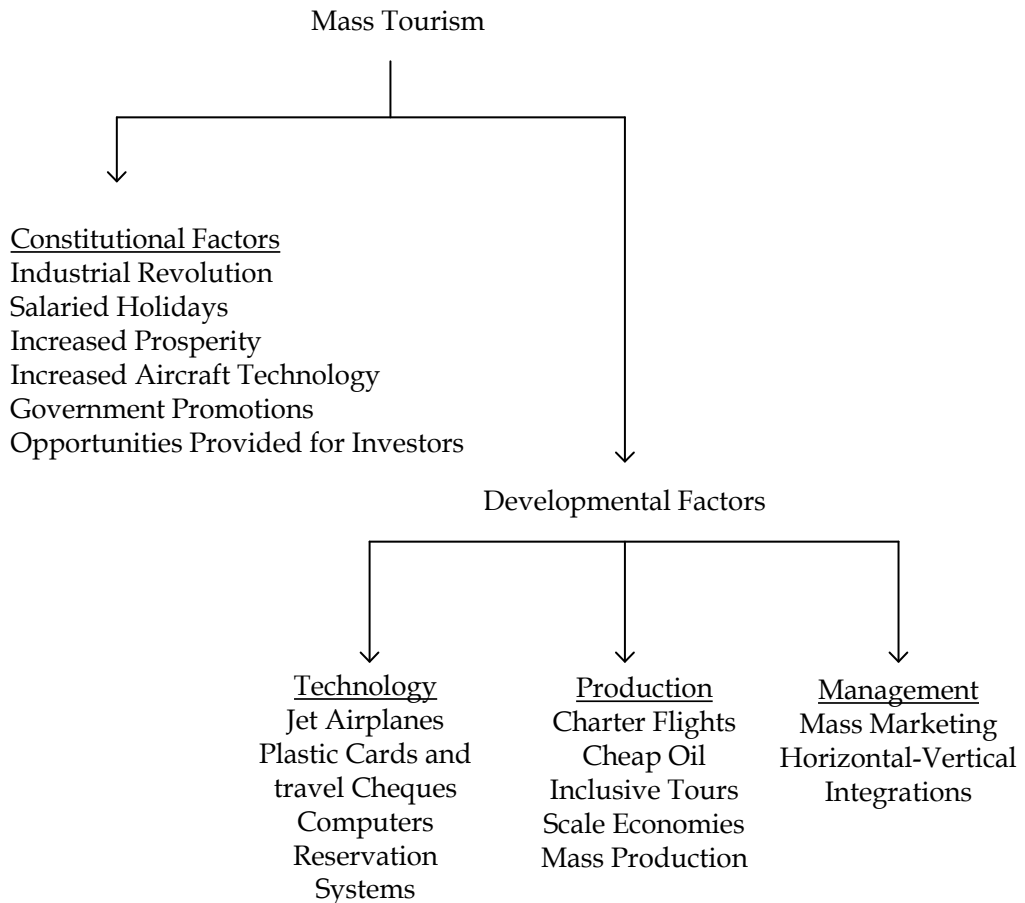 Mass Tourism
Constitutional Factors
Industrial Revolution
Salaried Holidays
Increased Prosperity
Increased Aircraft Technology
Government Promotions
Opportunities Provided for Investors
Developmental Factors
Technology
Jet Airplanes
Plastic Cards and
travel Cheques
Computers
Reservation
Systems
Production
Charter Flights
Cheap Oil
Inclusive Tours
Scale Economies
Mass Production
Management
Mass Marketing
Horizontal-Vertical
Integrations